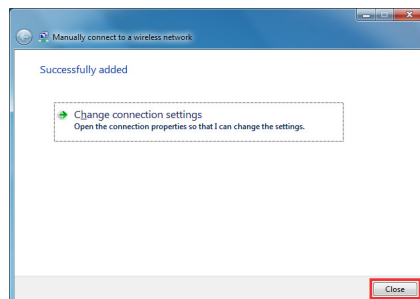 Manually connect to a wireless network
Successfully added
Change connection settings
Open the connection properties so that I can change the settings.
Close